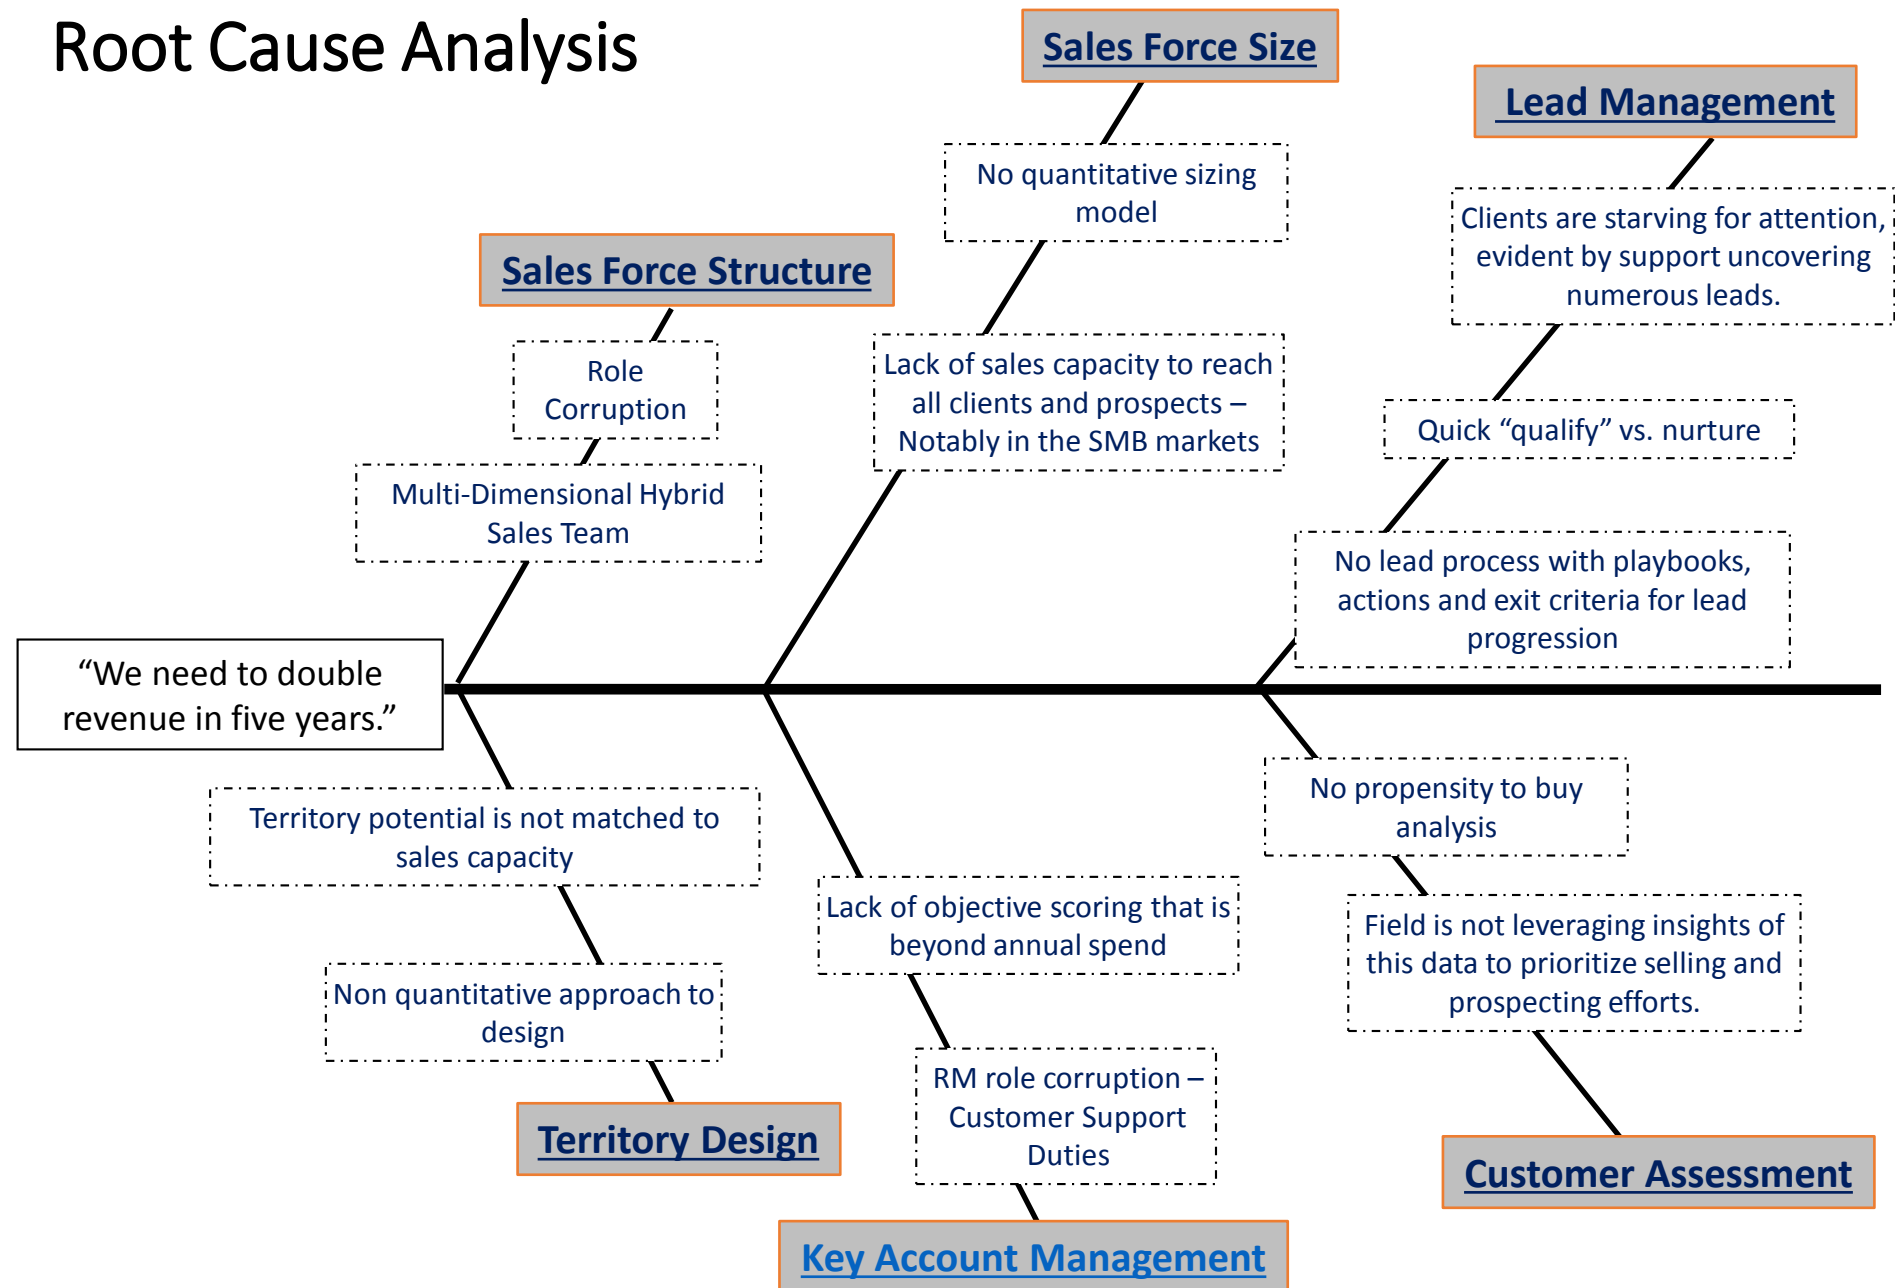 Root Cause Analysis
Sales Force Size
Lead Management
No quantitative sizing
model
Clients are starving for attention,
evident by support uncovering
numerous leads.
Sales Force Structure
Role
Corruption
Lack of sales capacity to reach
all clients and prospects –
Notably in the SMB markets
Quick “qualify” vs. nurture
Multi-Dimensional Hybrid
Sales Team
No lead process with playbooks,
actions and exit criteria for lead
progression
“We need to double
revenue in five years.”
Territory potential is not matched to
sales capacity
No propensity to buy
analysis
Lack of objective scoring that is
beyond annual spend
Field is not leveraging insights of
this data to prioritize selling and
prospecting efforts.
Non quantitative approach to
design
RM role corruption –
Customer Support
Duties
Territory Design
Customer Assessment
Key Account Management